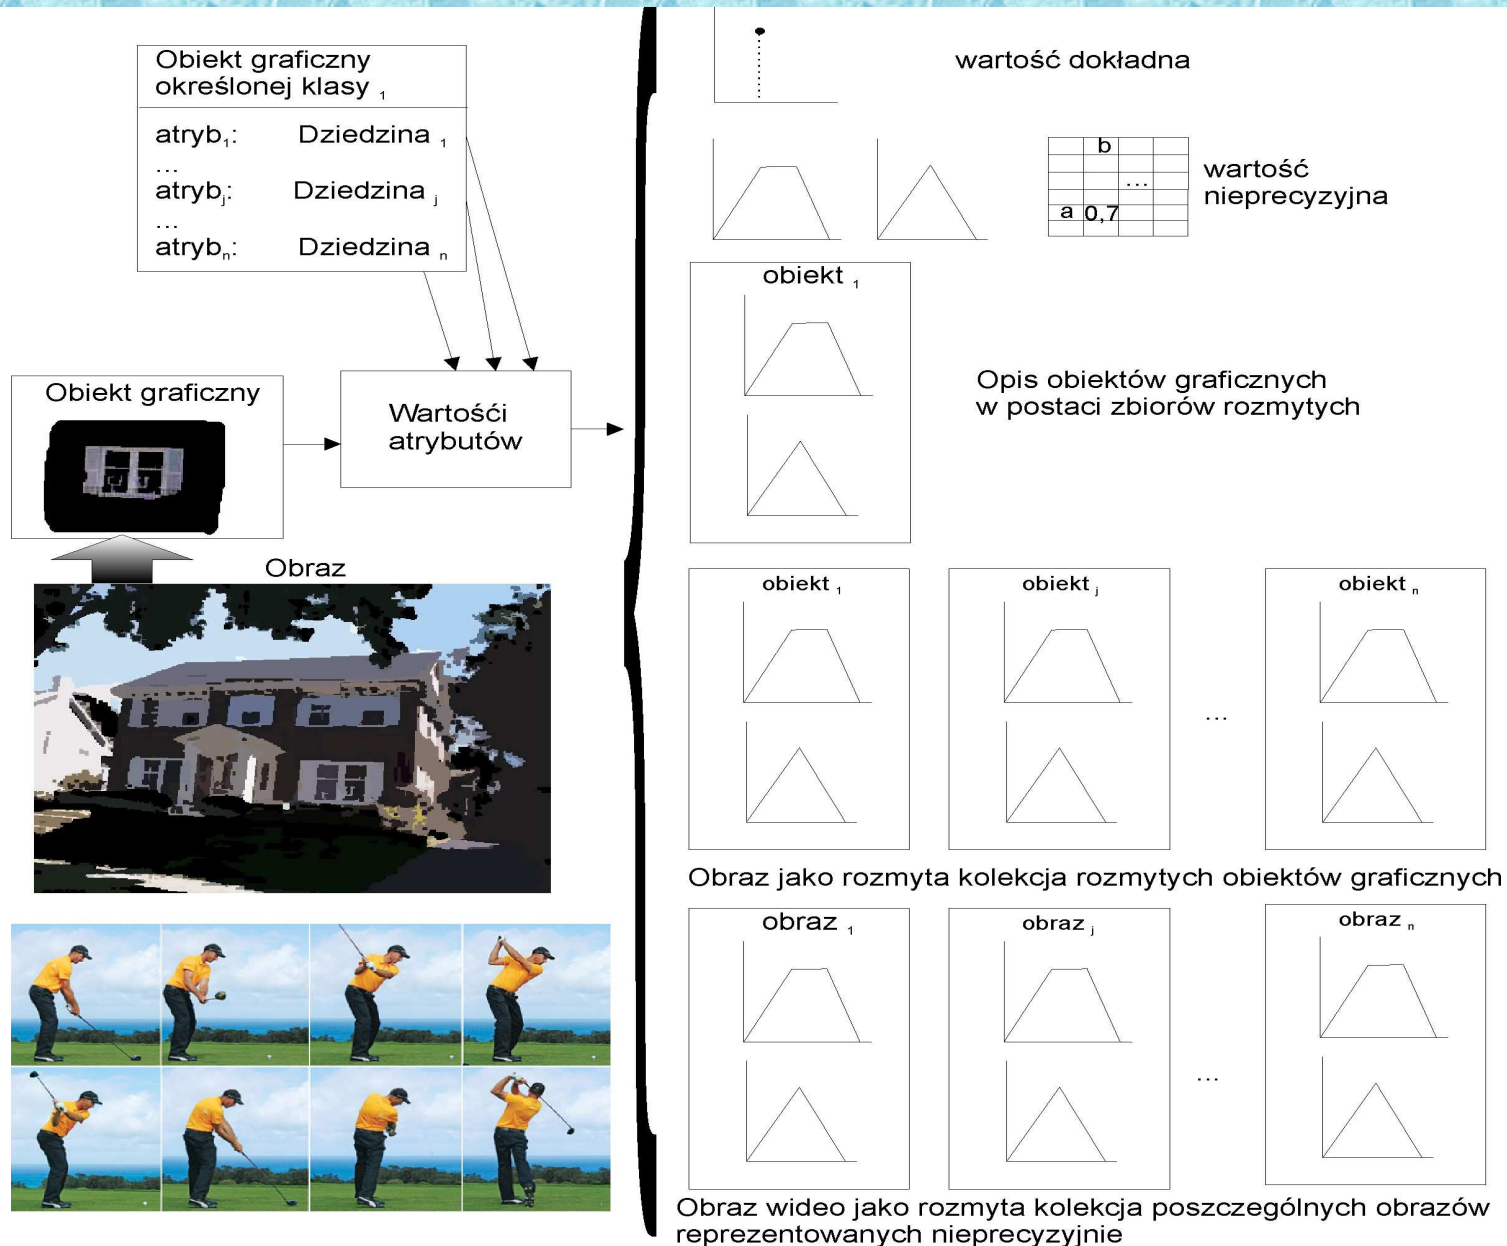 Obiekt graficzny
określonej klasy 1
atryb1: Dziedzina 1
...
atrybj: Dziedzina j
...
atrybn: Dziedzina n
Obiekt graficzny
Wartośći
atrybutów
Obraz
wartość dokładna
b
...
a 0,7
wartość
nieprecyzyjna
obiekt 1
Opis obiektów graficznych
w postaci zbiorów rozmytych
obiekt 1
obiekt j
...
obiekt n
Obraz jako rozmyta kolekcja rozmytych obiektów graficznych
obraz 1
obraz j
...
obraz n
Obraz wideo jako rozmyta kolekcja poszczególnych obrazów
reprezentowanych nieprecyzyjnie